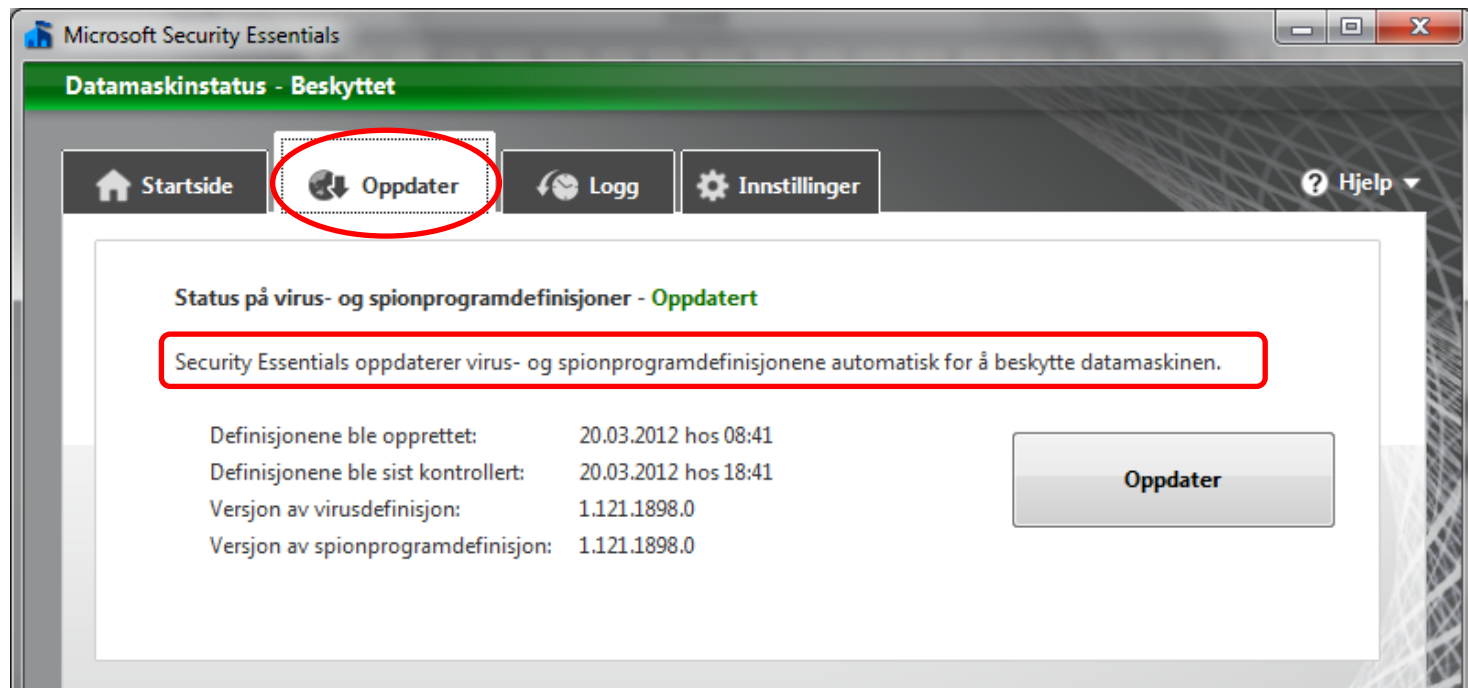 Microsoft Security Essentials
Datamaskinstatus - Beskyttet
Startside Oppdater Logg Innstillinger Hjelp
Status på virus- og spionprogramdefinisjoner - Oppdatert
Security Essentials oppdaterer virus- og spionprogramdefinisjonene automatisk for å beskytte datamaskinen.
Definisjonene ble opprettet: 20.03.2012 hos 08:41
Definisjonene ble sist kontrollert: 20.03.2012 hos 18:41
Versjon av virusdefinisjon: 1.121.1898.0
Versjon av spionprogramdefinisjon: 1.121.1898.0
Oppdater